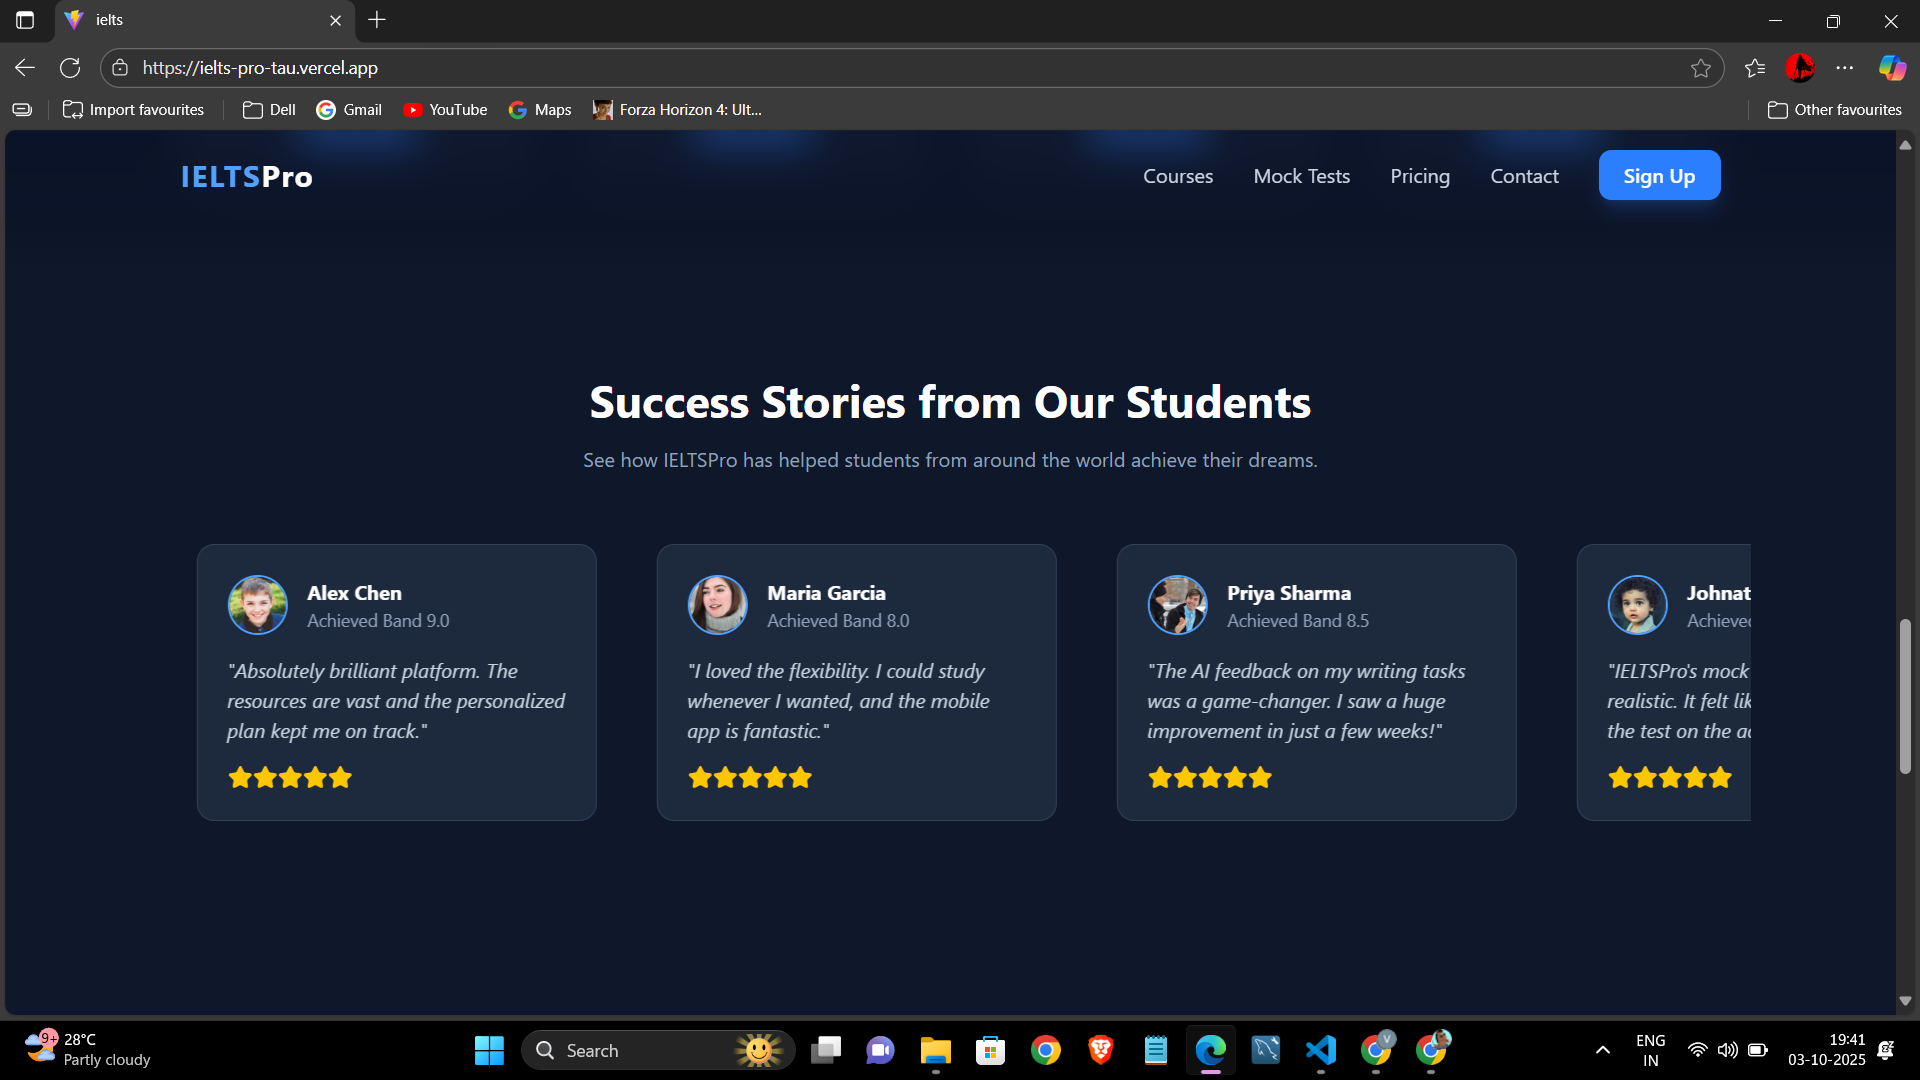 ielts
https://ielts-pro-tau.vercel.app
Import favourites
Dell
Gmail
YouTube
Maps
Forza Horizon 4: Ult...
Other favourites
IELTSPro
Courses
Mock Tests
Pricing
Contact
Sign Up
Success Stories from Our Students
See how IELTSPro has helped students from around the world achieve their dreams.
Alex Chen
Achieved Band 9.0
"Absolutely brilliant platform. The
resources are vast and the personalized
plan kept me on track."
Maria Garcia
Achieved Band 8.0
"I loved the flexibility. I could study
whenever I wanted, and the mobile
app is fantastic."
Priya Sharma
Achieved Band 8.5
"The AI feedback on my writing tasks
was a game-changer. I saw a huge
improvement in just a few weeks!"
Johnat
Achieved
"IELTSPro's mock
realistic. It felt lik
the test on the ac
9+
28°C
Partly cloudy
Search
V
ENG
IN
19:41
03-10-2025